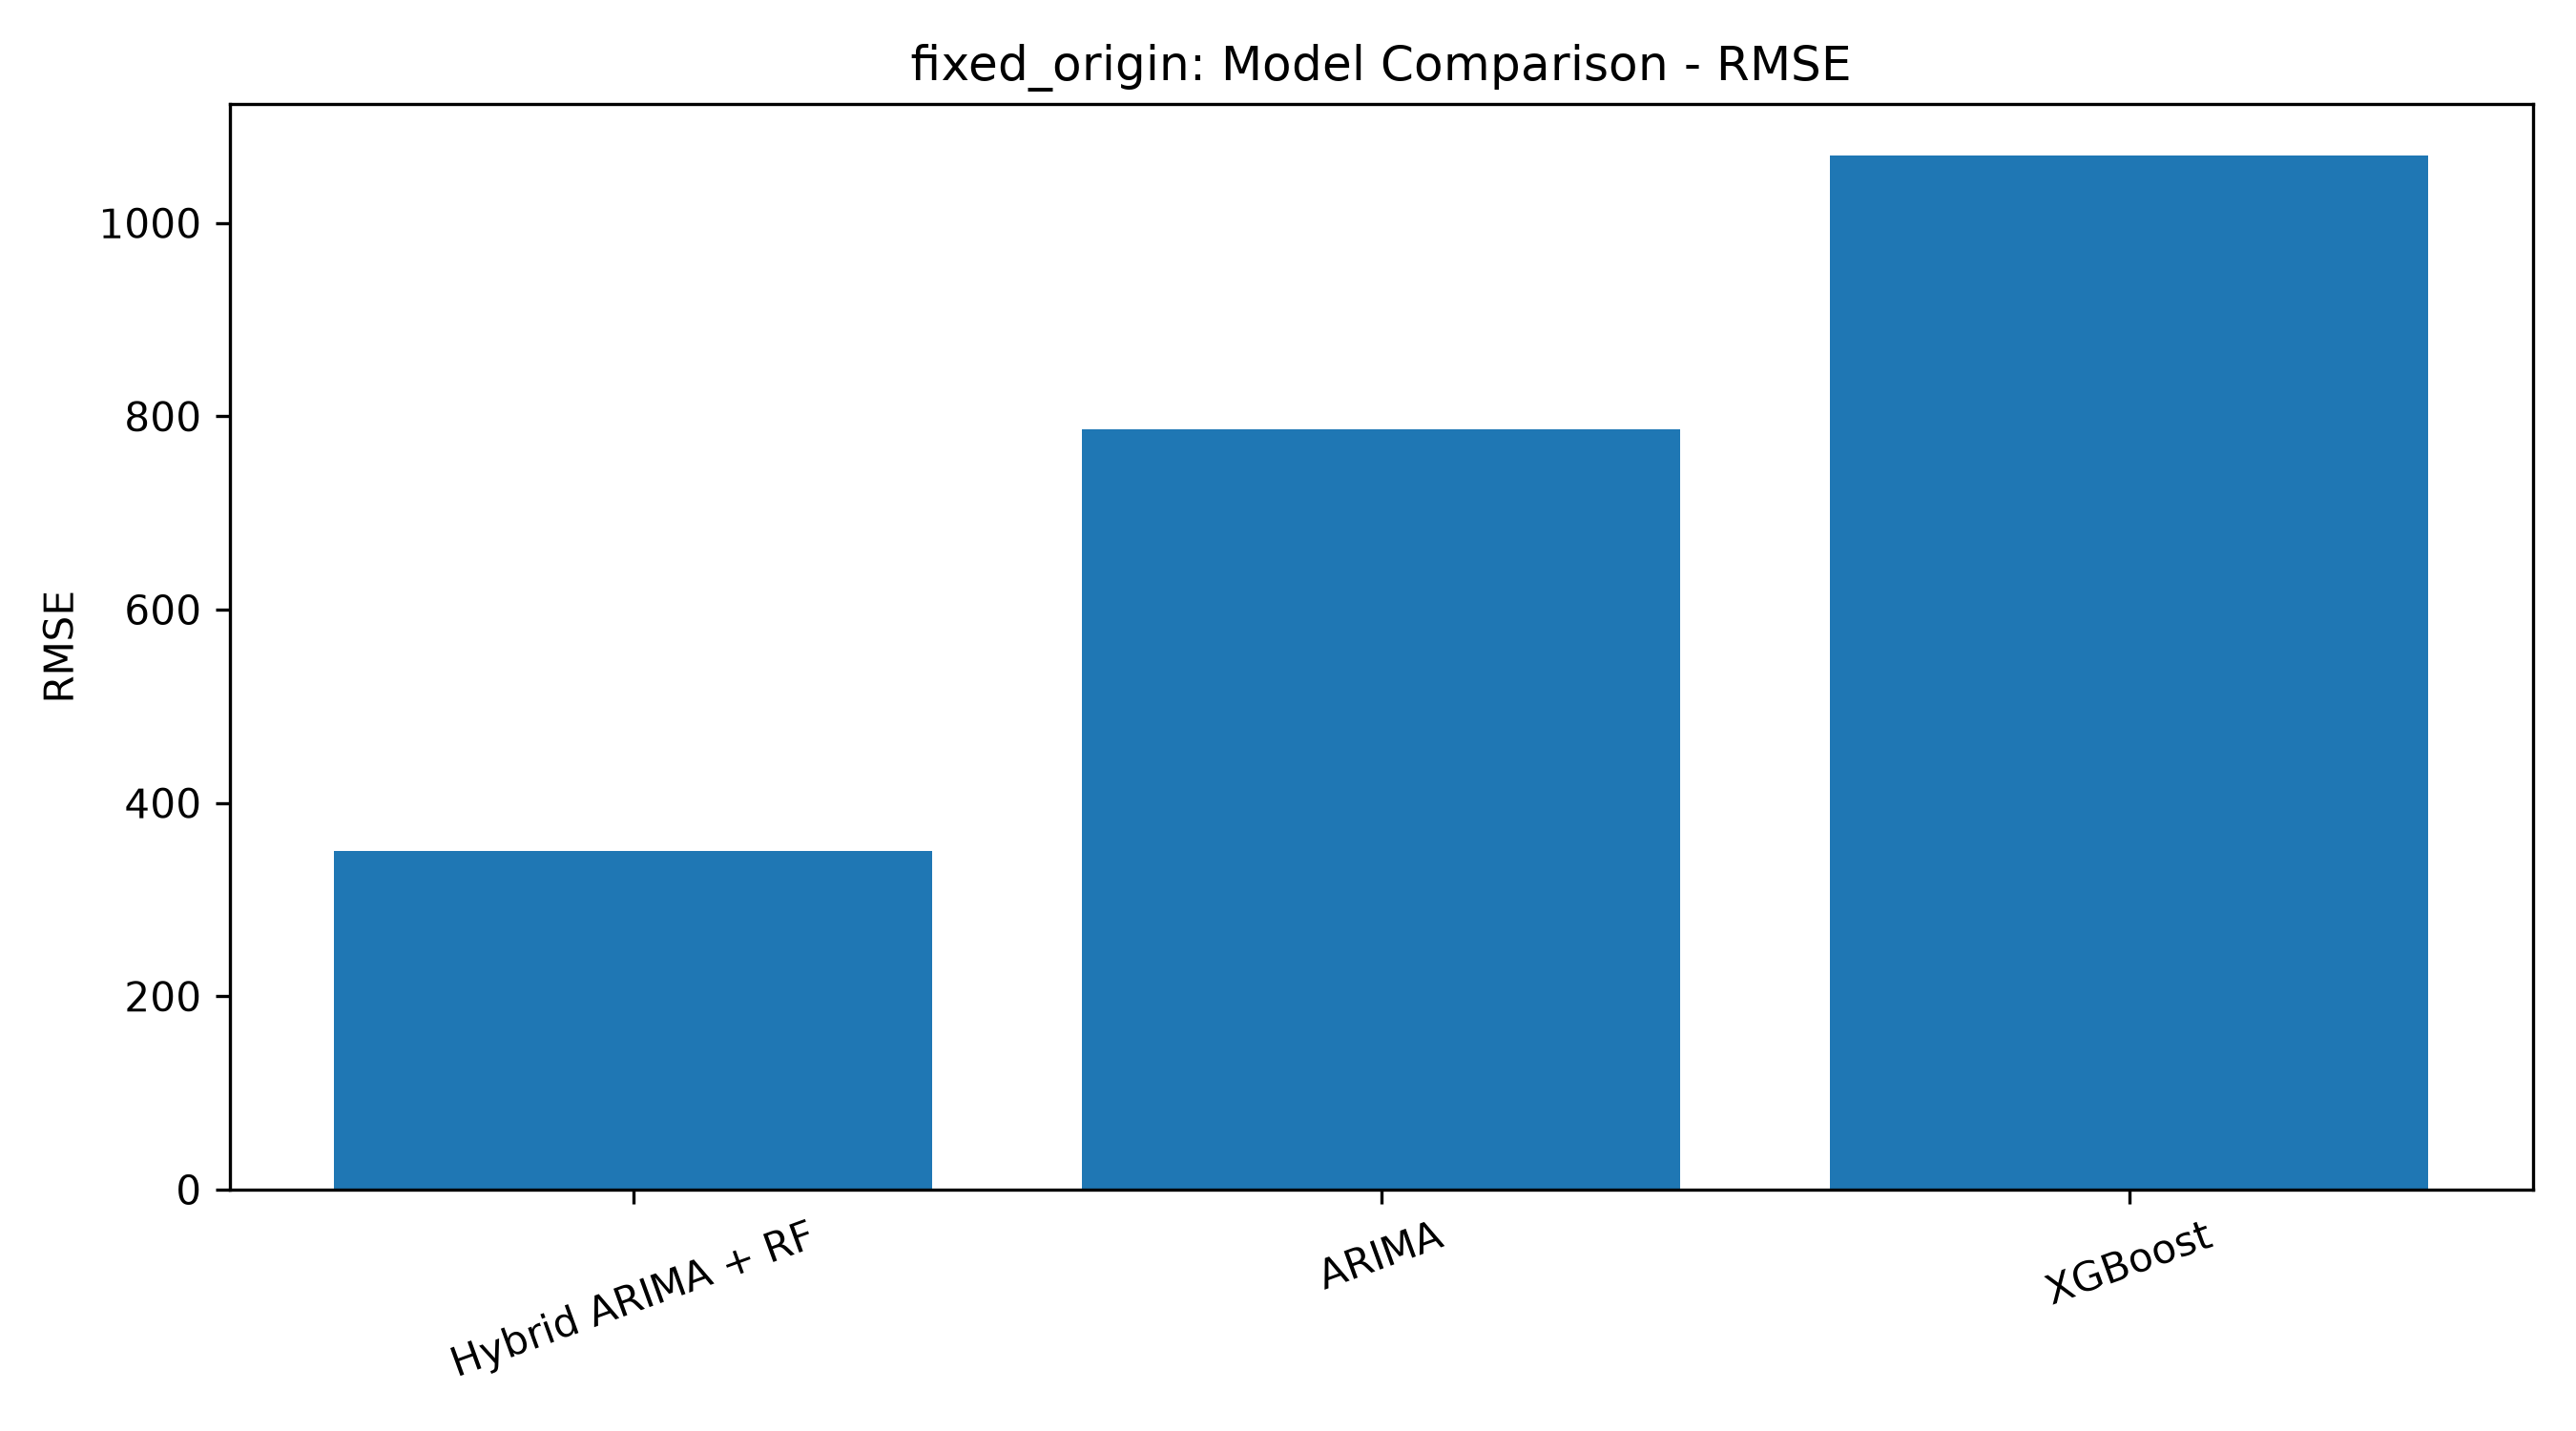 fixed_origin: Model Comparison - RMSE
RMSE
1000
800
600
400
200
0
Hybrid ARIMA + RF
ARIMA
XGBoost